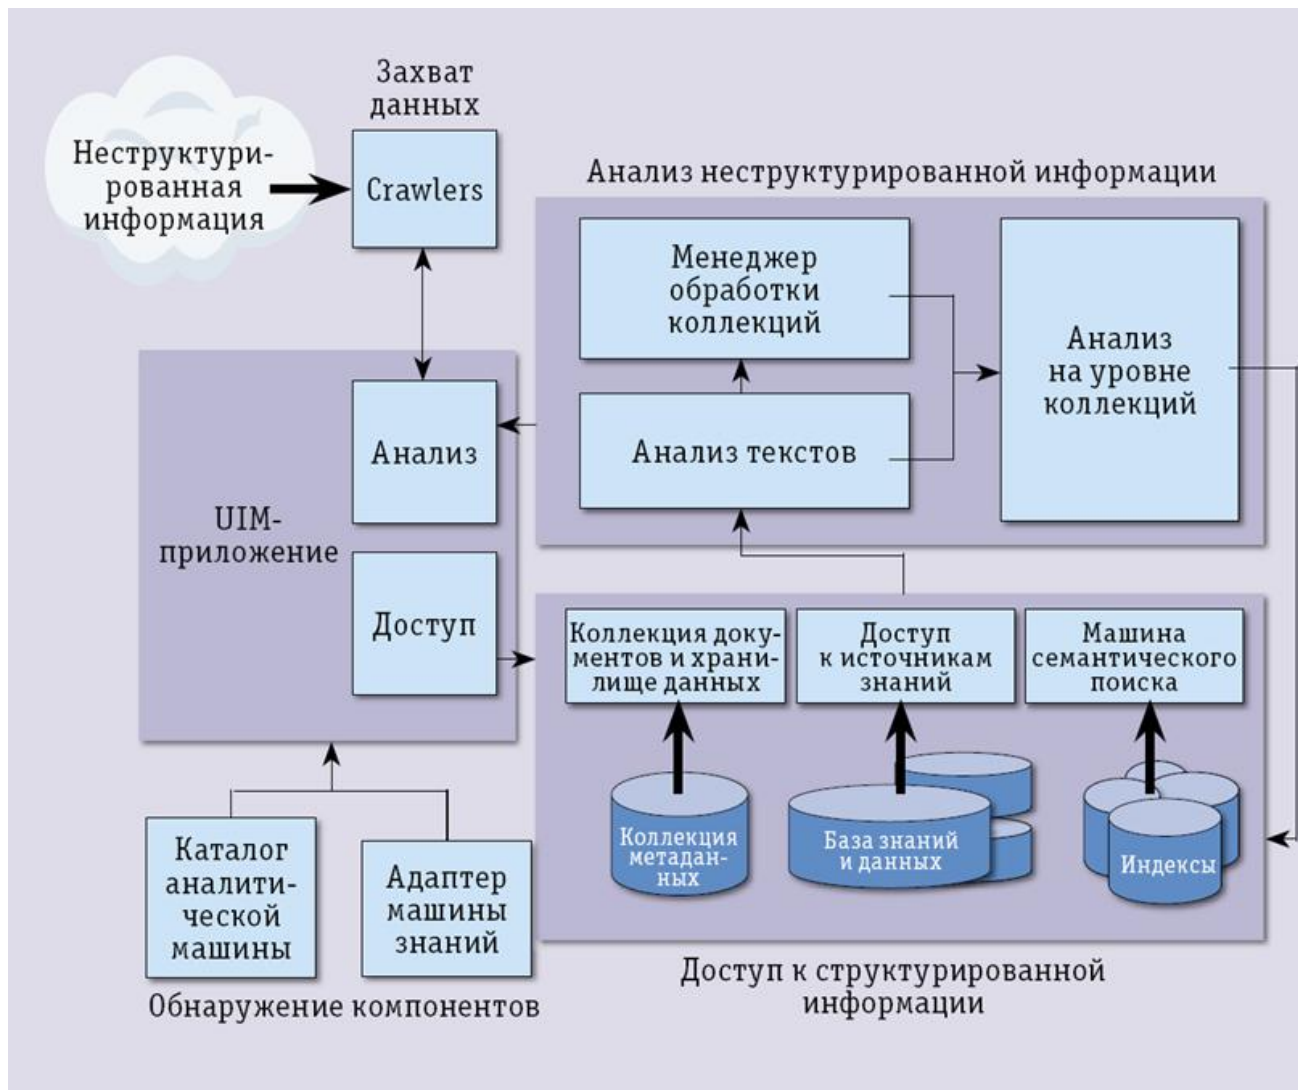 Захват
данных
Неструктури-
рованная
информация
Crawlers
Анализ неструктурированной информации
Менеджер
обработки
коллекций
Анализ
на уровне
коллекций
Анализ текстов
Анализ
UIM-
приложение
Доступ
Коллекция доку-
ментов и храни-
лище данных
Доступ
к источникам
знаний
Машина
семантического
поиска
Коллекция
метадан-
ных
База знаний
и данных
Индексы
Каталог
аналити-
ческой
машины
Адаптер
машины
знаний
Обнаружение компонентов
Доступ к структурированной
информации